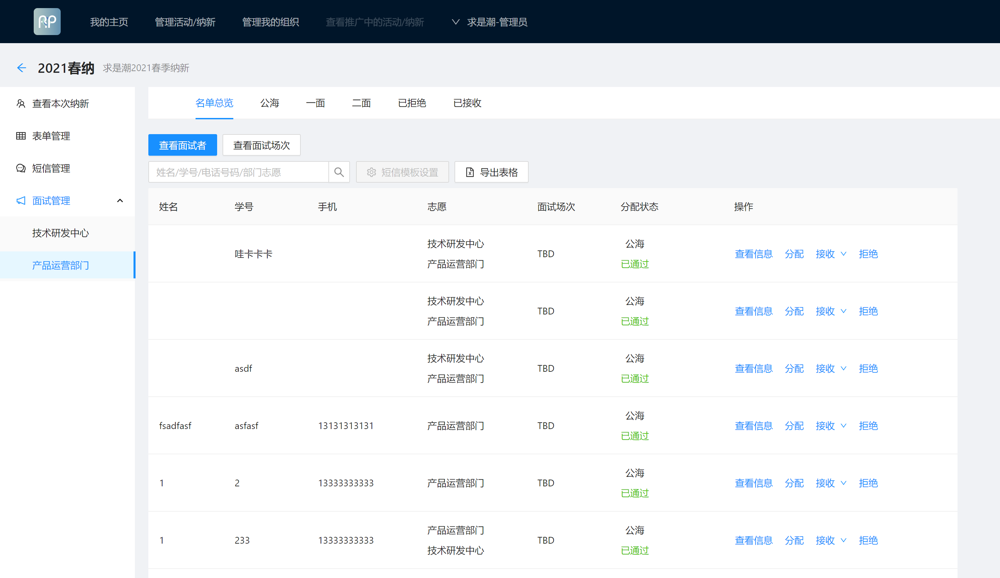 RP 我的主页 管理活动/纳新 管理我的组织 查看推广中的活动/纳新 求是潮-管理员
2021春纳 求是潮2021春季纳新
查看本次纳新
表单管理
短信管理
面试管理
技术研发中心
产品运营部门
名单总览 公海 一面 二面 已拒绝 已接收
查看面试者 查看面试场次
姓名/学号/电话号码/部门志愿 短信模板设置 导出表格
姓名 学号 手机 志愿 面试场次 分配状态 操作
技术研发中心 公海
哇卡卡卡 TBD 查看信息 分配 接收 拒绝
产品运营部门 已通过
技术研发中心 公海
TBD 查看信息 分配 接收 拒绝
产品运营部门 已通过
技术研发中心 公海
asdf TBD 查看信息 分配 接收 拒绝
产品运营部门 已通过
公海
fsadfasf asfasf 13131313131 产品运营部门 TBD 查看信息 分配 接收 拒绝
已通过
公海
1 2 13333333333 产品运营部门 TBD 查看信息 分配 接收 拒绝
已通过
产品运营部门 公海
1 233 13333333333 TBD 查看信息 分配 接收 拒绝
技术研发中心 已通过